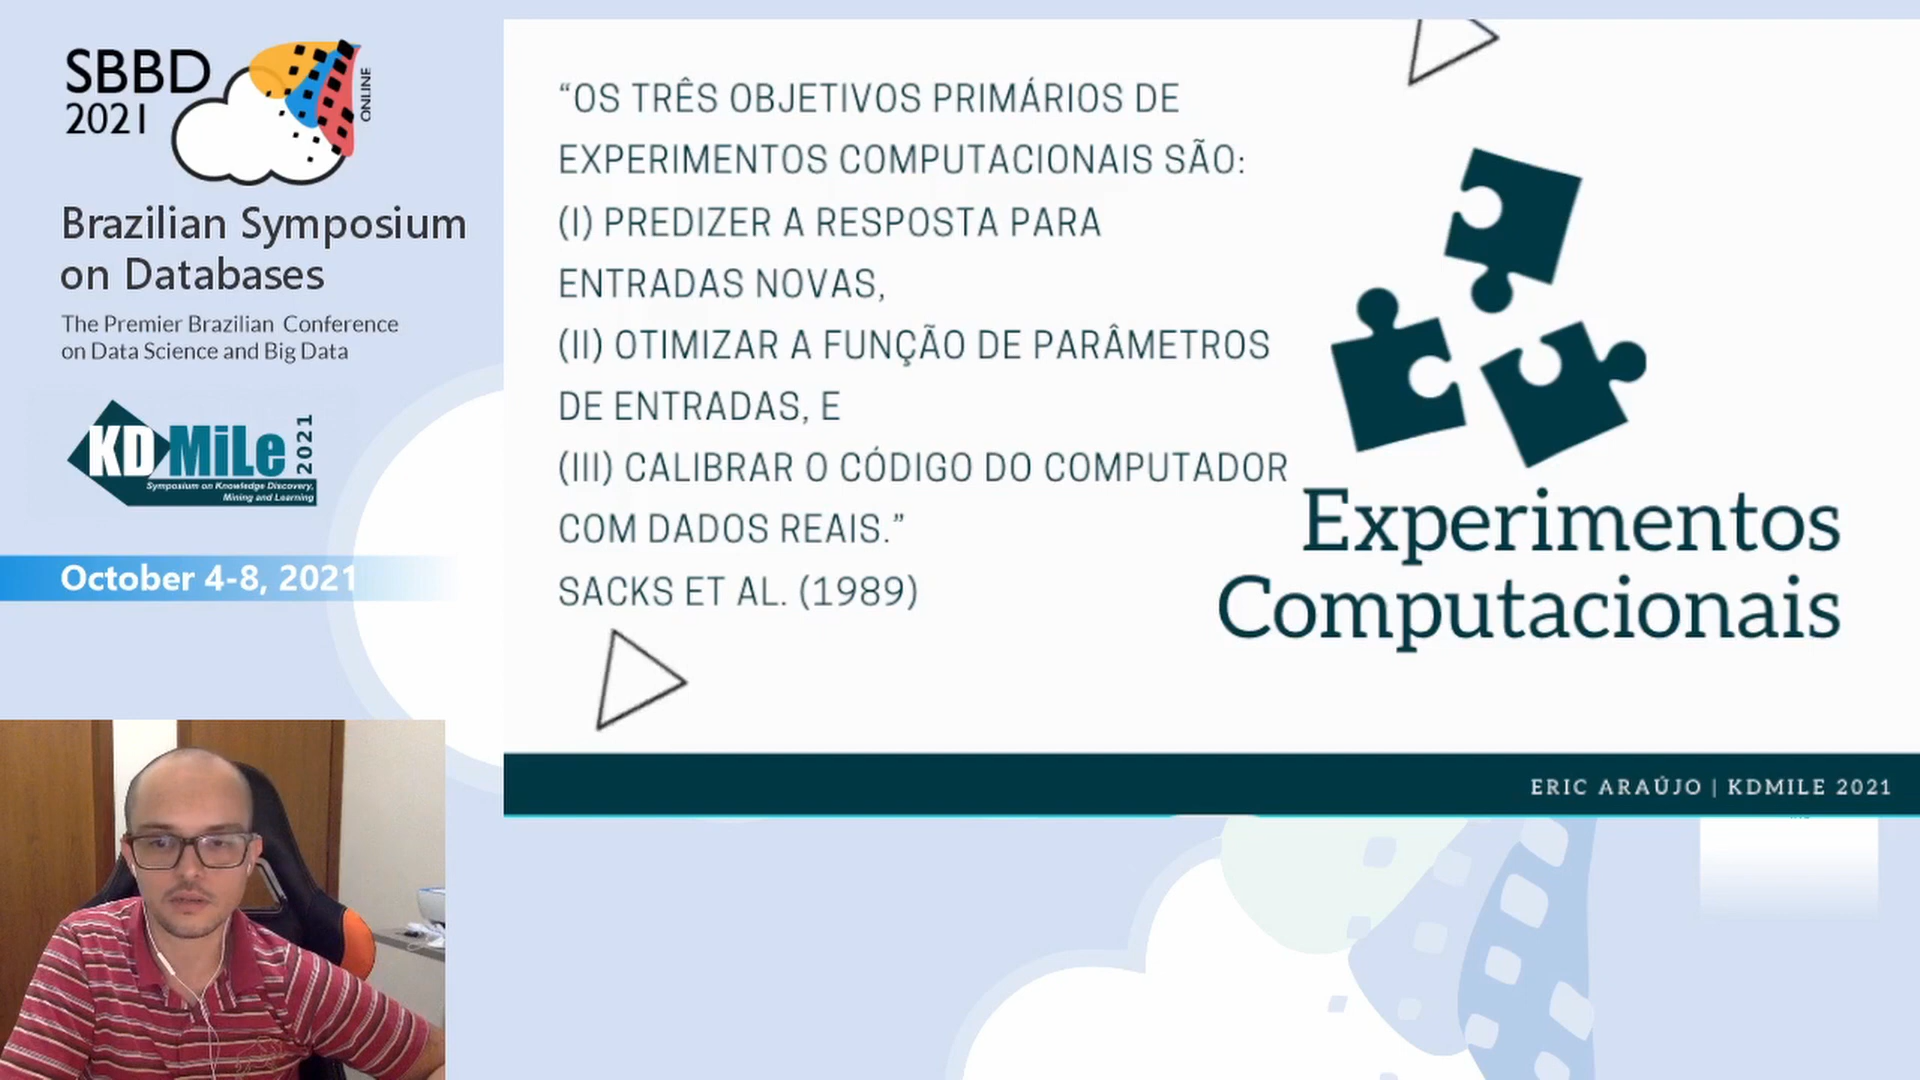 SBBD
2021
ONLINE
Brazilian Symposium
on Databases
The Premier Brazilian Conference
on Data Science and Big Data
KDMiLe 2021
Symposium on Knowledge Discovery,
Mining and Learning
October 4-8, 2021
“OS TRÊS OBJETIVOS PRIMÁRIOS DE
EXPERIMENTOS COMPUTACIONAIS SÃO:
(I) PREDIZER A RESPOSTA PARA
ENTRADAS NOVAS,
(II) OTIMIZAR A FUNÇÃO DE PARÂMETROS
DE ENTRADAS, E
(III) CALIBRAR O CÓDIGO DO COMPUTADOR
COM DADOS REAIS.”
SACKS ET AL. (1989)
Experimentos
Computacionais
ERIC ARAÚJO | KDMILE 2021